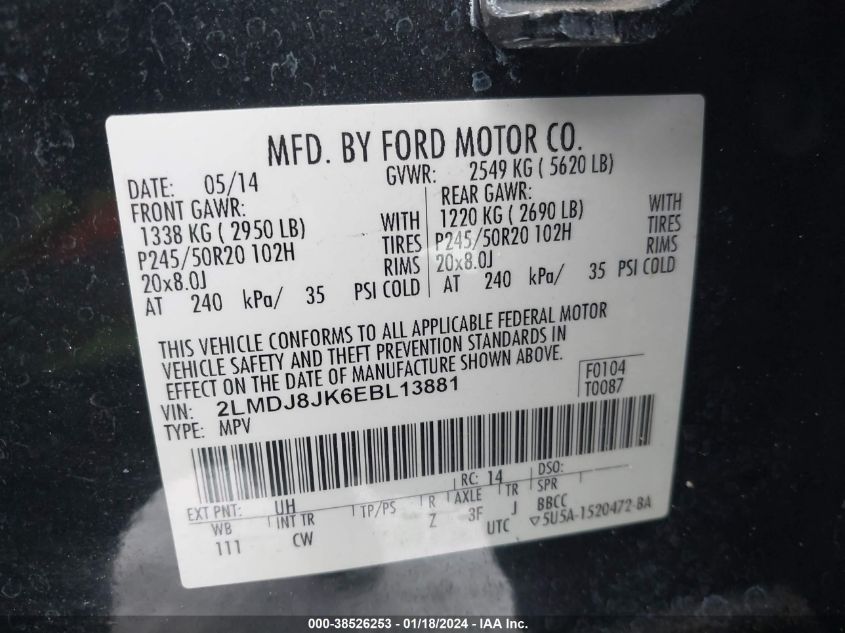 MFD. BY FORD MOTOR CO.
DATE: 05/14 GVWR: 2549 KG ( 5620 LB)
FRONT GAWR: REAR GAWR:
1338 KG ( 2950 LB) WITH 1220 KG ( 2690 LB) WITH
P245/50R20 102H TIRES P245/50R20 102H TIRES
20x8.0J RIMS 20x8.0J RIMS
AT 240 kPa/ 35 PSI COLD AT 240 kPa/ 35 PSI COLD
THIS VEHICLE CONFORMS TO ALL APPLICABLE FEDERAL MOTOR
VEHICLE SAFETY AND THEFT PREVENTION STANDARDS IN
EFFECT ON THE DATE OF MANUFACTURE SHOWN ABOVE.
VIN: 2LMDJ8JK6EBL13881 F0104
TYPE: MPV T0087
EXT PNT: UH RC: 14 DSO:
WB INT TR TP/PS R AXLE TR SPR
111 CW Z 3F J BBCC
UTC ▽5U5A-1520472-BA
000-38526253 - 01/18/2024 - IAA Inc.